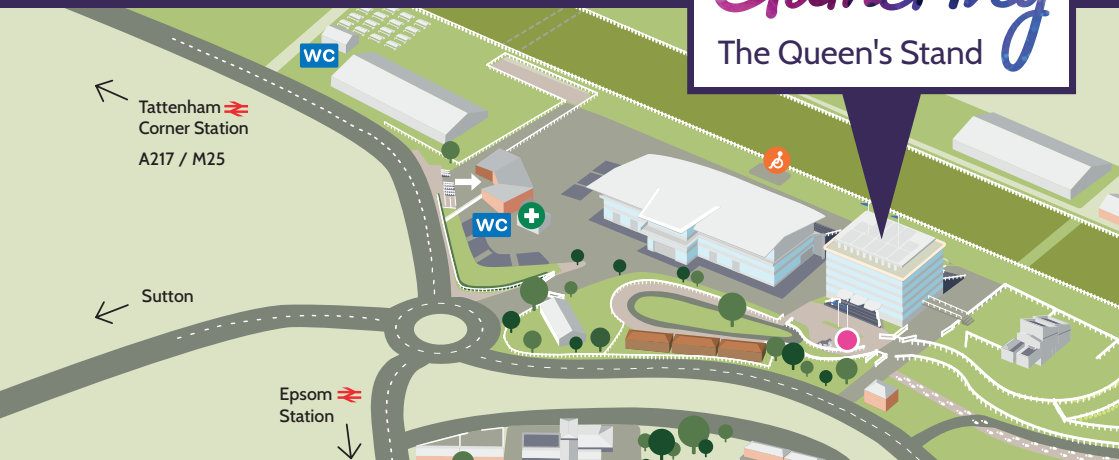 The Queen's Stand
WC
Tattenham
Corner Station
A217 / M25
WC
Sutton
Epsom
Station